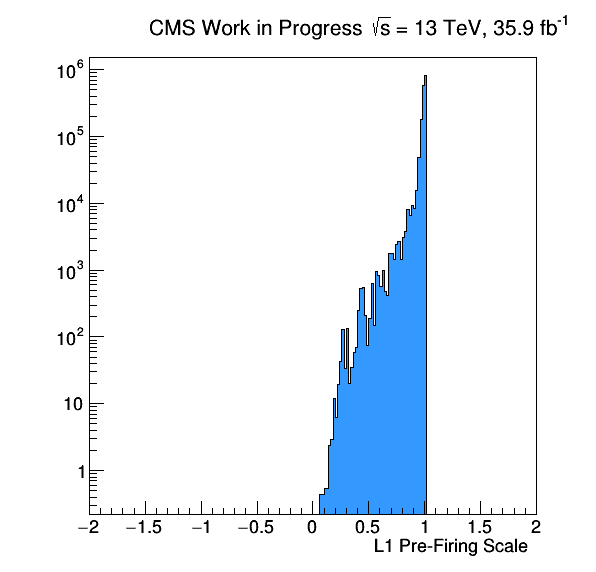 CMS Work in Progress √s = 13 TeV, 35.9 fb⁻¹
10⁶
10⁵
10⁴
10³
10²
10
1
−2 −1.5 −1 −0.5 0 0.5 1 1.5 2
L1 Pre-Firing Scale